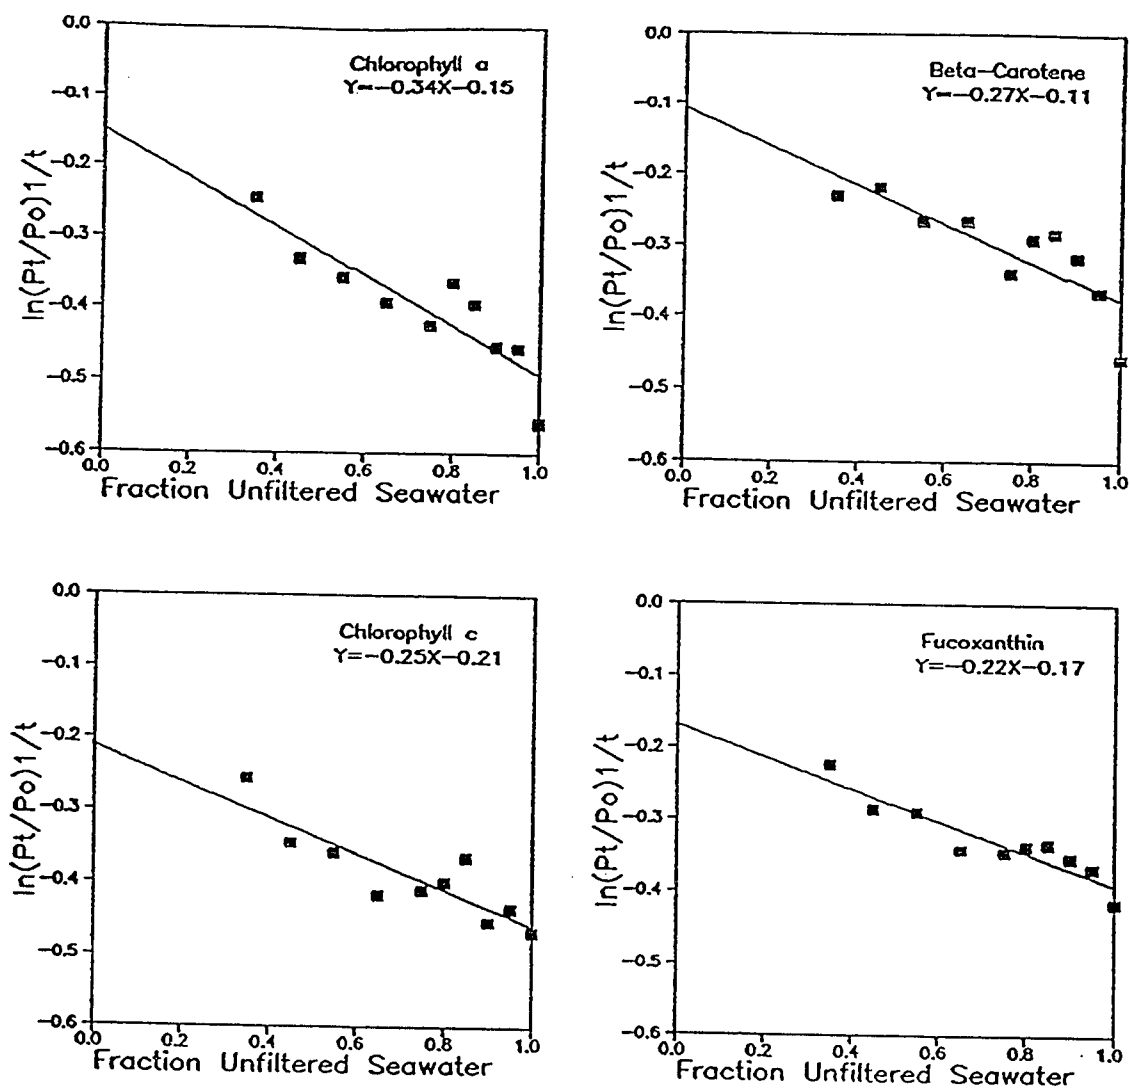 Chlorophyll a
Y=-0.34X-0.15
ln(Pt/Po)1/t
0.0
-0.1
-0.2
-0.3
-0.4
-0.5
-0.6
0.0 0.2 0.4 0.6 0.8 1.0
Fraction Unfiltered Seawater
Beta-Carotene
Y=-0.27X-0.11
ln(Pt/Po)1/t
0.0
-0.1
-0.2
-0.3
-0.4
-0.5
-0.6
0.0 0.2 0.4 0.6 0.8 1.0
Fraction Unfiltered Seawater
Chlorophyll c
Y=-0.25X-0.21
ln(Pt/Po)1/t
0.0
-0.1
-0.2
-0.3
-0.4
-0.5
-0.6
0.0 0.2 0.4 0.6 0.8 1.0
Fraction Unfiltered Seawater
Fucoxanthin
Y=-0.22X-0.17
ln(Pt/Po)1/t
0.0
-0.1
-0.2
-0.3
-0.4
-0.5
-0.6
0.0 0.2 0.4 0.6 0.8 1.0
Fraction Unfiltered Seawater